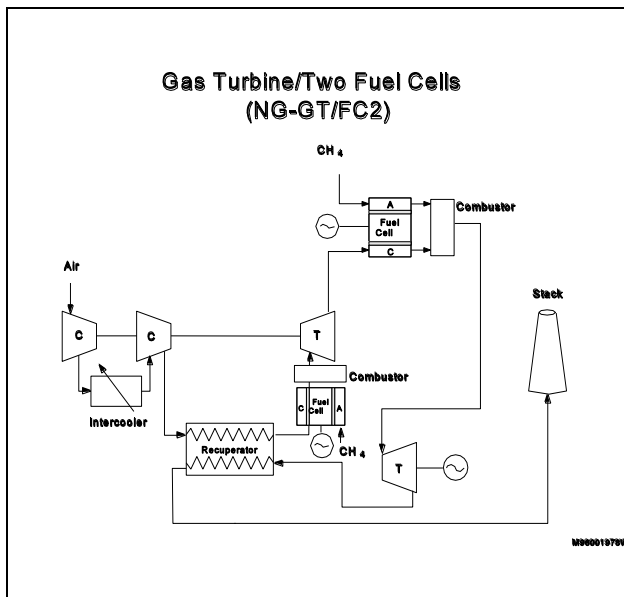 Gas Turbine/Two Fuel Cells
(NG-GT/FC2)
CH 4
A
Fuel
Cell
C
Combustor
Air
Stack
C
C
T
Combustor
Intercooler
C
Fuel
Cell
A
CH 4
Recuperator
T